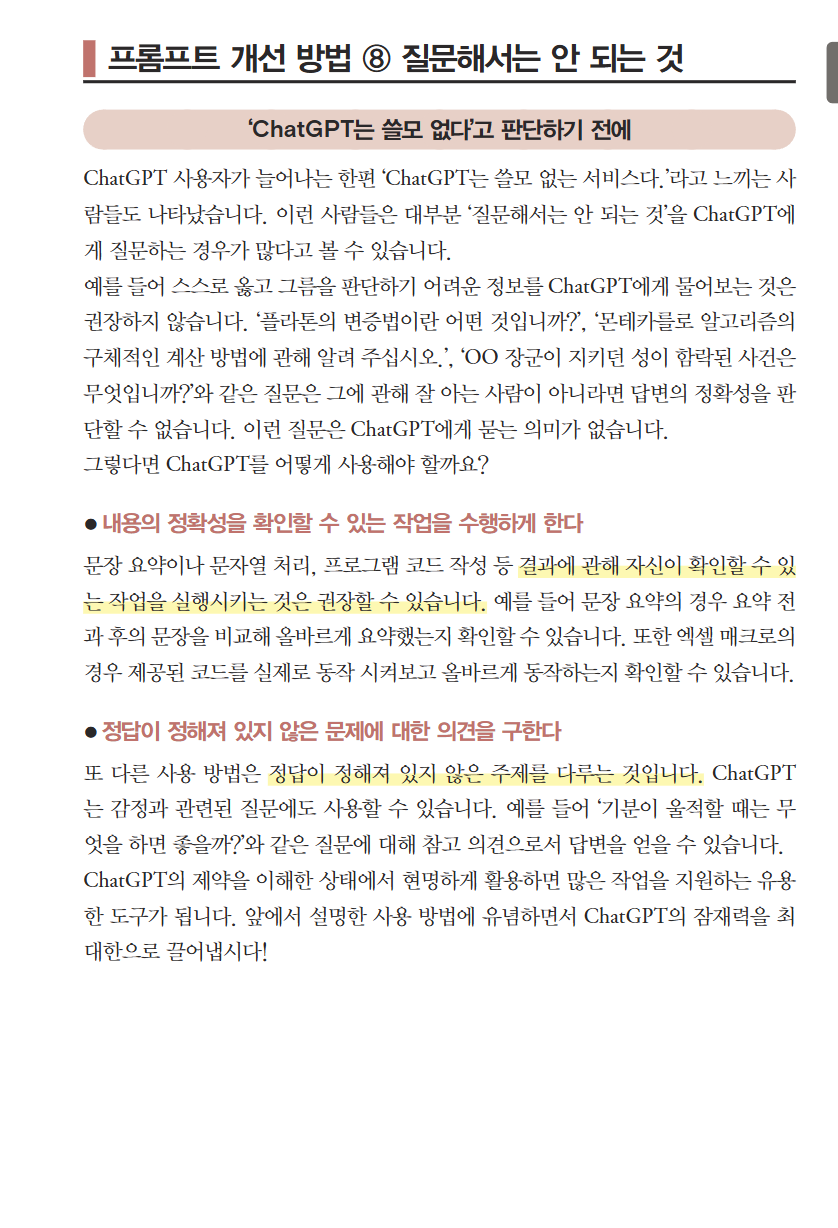 프롬프트 개선 방법 ⑧ 질문해서는 안 되는 것
‘ChatGPT는 쓸모 없다’고 판단하기 전에
ChatGPT 사용자가 늘어나는 한편 ‘ChatGPT는 쓸모 없는 서비스다.’라고 느끼는 사
람들도 나타났습니다. 이런 사람들은 대부분 ‘질문해서는 안 되는 것’을 ChatGPT에
게 질문하는 경우가 많다고 볼 수 있습니다.
예를 들어 스스로 옳고 그름을 판단하기 어려운 정보를 ChatGPT에게 물어보는 것은
권장하지 않습니다. ‘플라톤의 변증법이란 어떤 것입니까?’, ‘몬테카를로 알고리즘의
구체적인 계산 방법에 관해 알려 주십시오.’, ‘OO 장군이 지키던 성이 함락된 사건은
무엇입니까?’와 같은 질문은 그에 관해 잘 아는 사람이 아니라면 답변의 정확성을 판
단할 수 없습니다. 이런 질문은 ChatGPT에게 묻는 의미가 없습니다.
그렇다면 ChatGPT를 어떻게 사용해야 할까요?
● 내용의 정확성을 확인할 수 있는 작업을 수행하게 한다
문장 요약이나 문자열 처리, 프로그램 코드 작성 등 결과에 관해 자신이 확인할 수 있
는 작업을 실행시키는 것은 권장할 수 있습니다. 예를 들어 문장 요약의 경우 요약 전
과 후의 문장을 비교해 올바르게 요약했는지 확인할 수 있습니다. 또한 엑셀 매크로의
경우 제공된 코드를 실제로 동작 시켜보고 올바르게 동작하는지 확인할 수 있습니다.
● 정답이 정해져 있지 않은 문제에 대한 의견을 구한다
또 다른 사용 방법은 정답이 정해져 있지 않은 주제를 다루는 것입니다. ChatGPT
는 감정과 관련된 질문에도 사용할 수 있습니다. 예를 들어 ‘기분이 울적할 때는 무
엇을 하면 좋을까?’와 같은 질문에 대해 참고 의견으로서 답변을 얻을 수 있습니다.
ChatGPT의 제약을 이해한 상태에서 현명하게 활용하면 많은 작업을 지원하는 유용
한 도구가 됩니다. 앞에서 설명한 사용 방법에 유념하면서 ChatGPT의 잠재력을 최
대한으로 끌어냅시다!